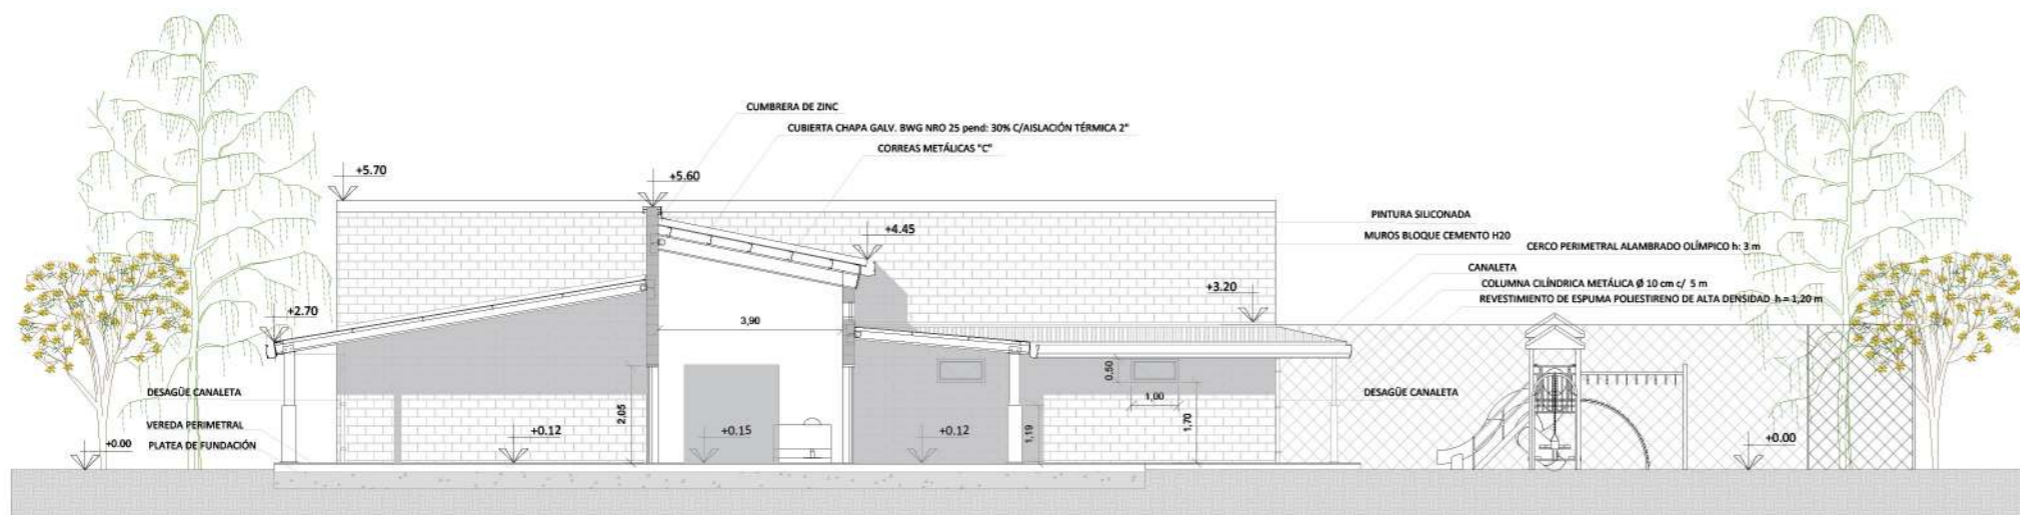 CUMBRERA DE ZINC
CUBIERTA CHAPA GALV. BWG NRO 25 pend: 30% C/AISLACIÓN TÉRMICA 2"
CORREAS METÁLICAS "C"
+5.70
+5.60
+4.45
PINTURA SILICONADA
MUROS BLOQUE CEMENTO H20
CERCO PERIMETRAL ALAMBRADO OLÍMPICO h: 3 m
CANALETA
COLUMNA CILÍNDRICA METÁLICA Ø 10 cm c/ 5 m
REVESTIMIENTO DE ESPUMA POLIESTIRENO DE ALTA DENSIDAD h = 1,20 m
+3.20
+2.70
3,90
0,50
1,00
DESAGÜE CANALETA
DESAGÜE CANALETA
2,05
1,19
1,70
VEREDA PERIMETRAL
PLATEA DE FUNDACIÓN
+0.00
+0.12
+0.15
+0.12
+0.00